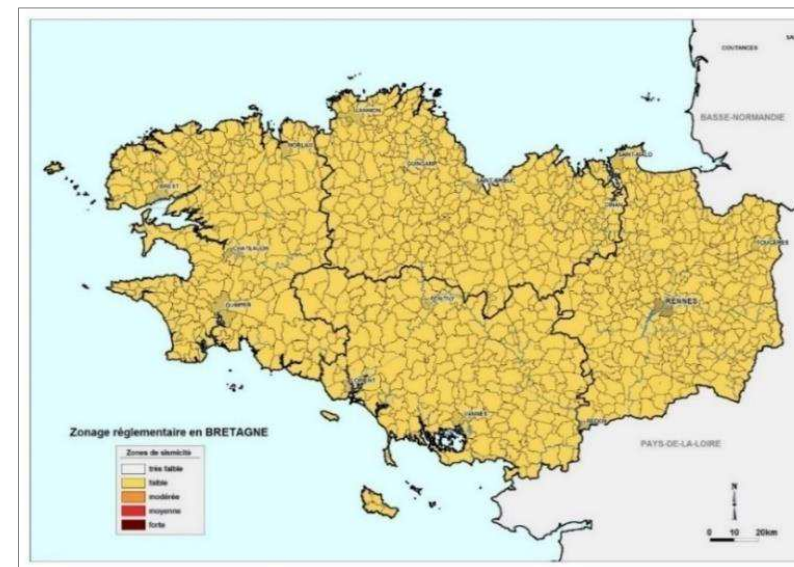 COUTANCES
BASSE-NORMANDIE
LANNION
MORLAIX
GUINGAMP
SAINT-BRIEUC
SAINT-MALO
DINAN
BREST
FOUGERES
CHATEAULIN
QUIMPER
PONTIVY
RENNES
LORIENT
VANNES
REDON
PAYS-DE-LA-LOIRE
Zonage réglementaire en BRETAGNE
Zones de sismicité
très faible
faible
modérée
moyenne
forte
N
0 10 20km